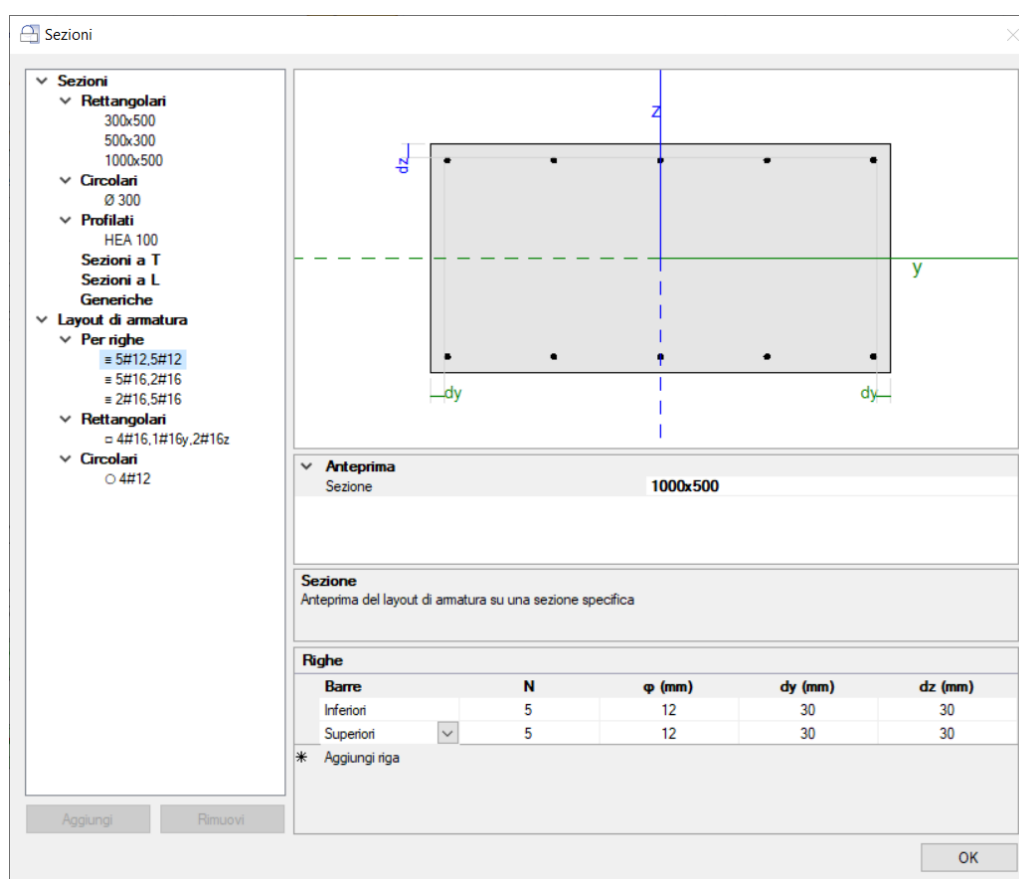 Sezioni
Sezioni
Rettangolari
300x500
500x300
1000x500
Circolari
Ø 300
Profilati
HEA 100
Sezioni a T
Sezioni a L
Generiche
Layout di armatura
Per righe
≡ 5#12,5#12
≡ 5#16,2#16
≡ 2#16,5#16
Rettangolari
□ 4#16,1#16y,2#16z
Circolari
○ 4#12
Aggiungi Rimuovi
z
dz
y
dy dy
Anteprima
Sezione 1000x500
Sezione
Anteprima del layout di armatura su una sezione specifica
Righe
Barre N φ (mm) dy (mm) dz (mm)
Inferiori 5 12 30 30
Superiori 5 12 30 30
Aggiungi riga
OK